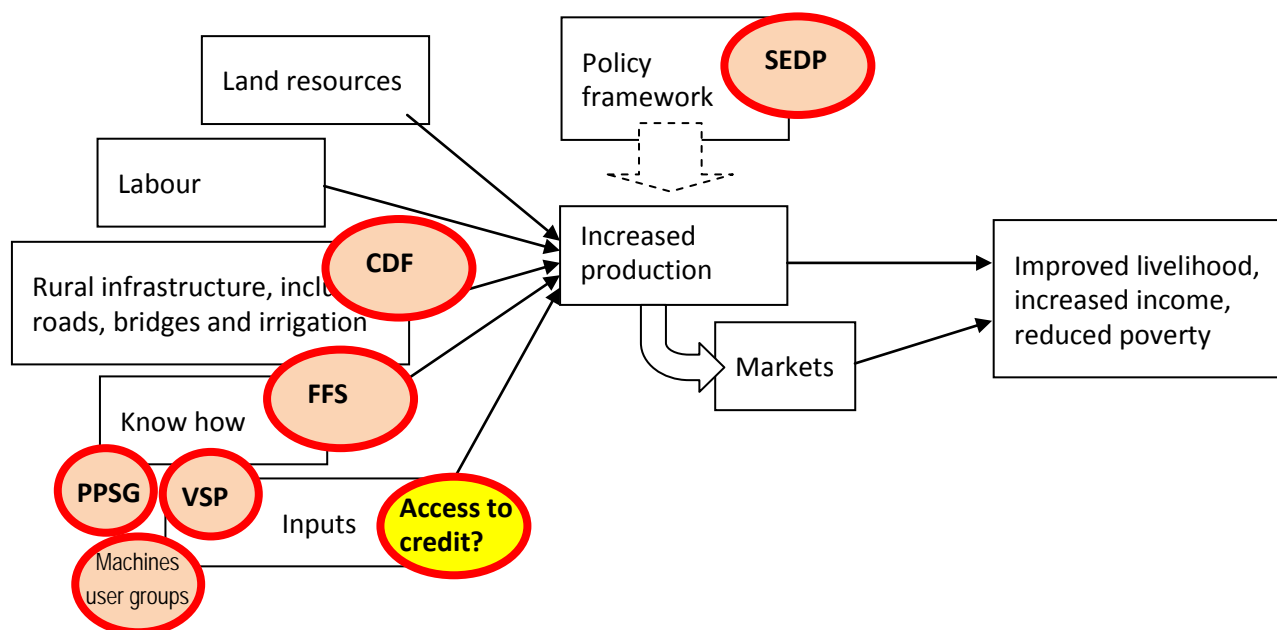 Land resources
Policy
framework
SEDP
Labour
CDF
Rural infrastructure, inclu
roads, bridges and irrigation
Increased
production
Improved livelihood,
increased income,
reduced poverty
Markets
FFS
Know how
PPSG
VSP
Inputs
Access to
credit?
Machines
user groups